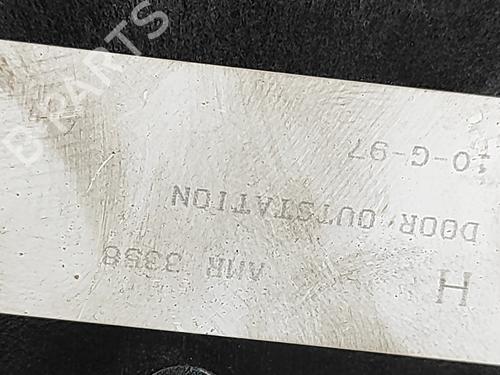 H
AMR 3358
DOOR OUTSTATION
10-G-97
B-PARTS